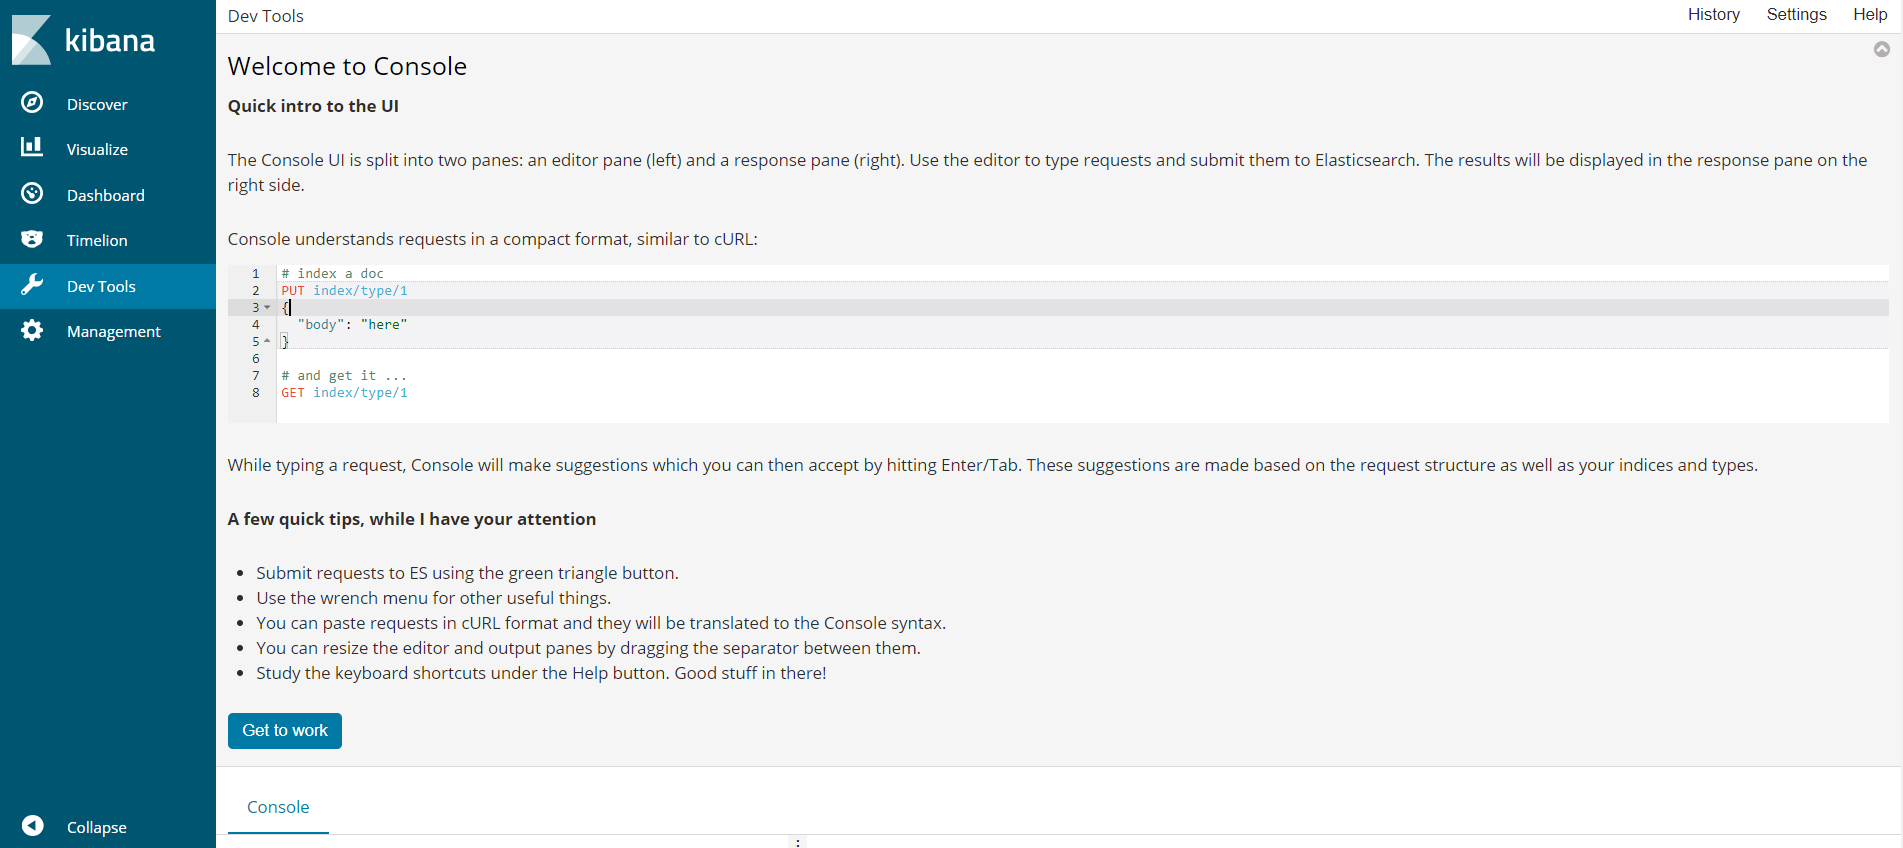 kibana
Discover
Visualize
Dashboard
Timelion
Dev Tools
Management
Collapse
Dev Tools
History Settings Help
Welcome to Console
Quick intro to the UI
The Console UI is split into two panes: an editor pane (left) and a response pane (right). Use the editor to type requests and submit them to Elasticsearch. The results will be displayed in the response pane on the
right side.
Console understands requests in a compact format, similar to cURL:
1 # index a doc
2 PUT index/type/1
3 {
4 "body": "here"
5 }
6
7 # and get it ...
8 GET index/type/1
While typing a request, Console will make suggestions which you can then accept by hitting Enter/Tab. These suggestions are made based on the request structure as well as your indices and types.
A few quick tips, while I have your attention
• Submit requests to ES using the green triangle button.
• Use the wrench menu for other useful things.
• You can paste requests in cURL format and they will be translated to the Console syntax.
• You can resize the editor and output panes by dragging the separator between them.
• Study the keyboard shortcuts under the Help button. Good stuff in there!
Get to work
Console